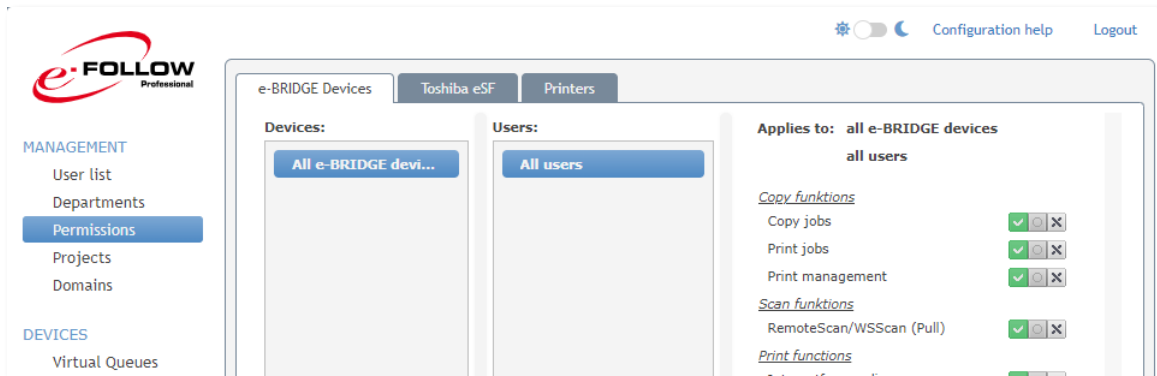 Configuration help
Logout
e-FOLLOW
Professional
e-BRIDGE Devices
Toshiba eSF
Printers
MANAGEMENT
User list
Departments
Permissions
Projects
Domains
DEVICES
Virtual Queues
Devices:
All e-BRIDGE devi...
Users:
All users
Applies to: all e-BRIDGE devices
all users
Copy funktions
Copy jobs
Print jobs
Print management
Scan funktions
RemoteScan/WSScan (Pull)
Print functions